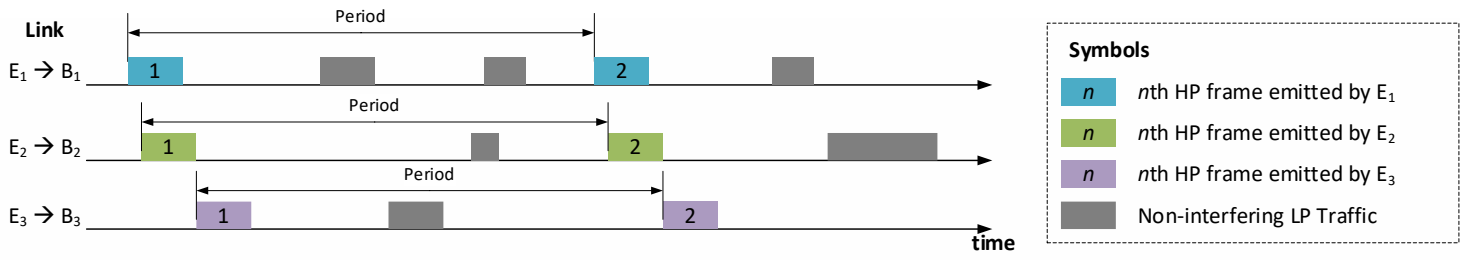 Link
Period
E1 → B1
1
2
Period
E2 → B2
1
2
Period
E3 → B3
1
2
time
Symbols
n nth HP frame emitted by E1
n nth HP frame emitted by E2
n nth HP frame emitted by E3
Non-interfering LP Traffic